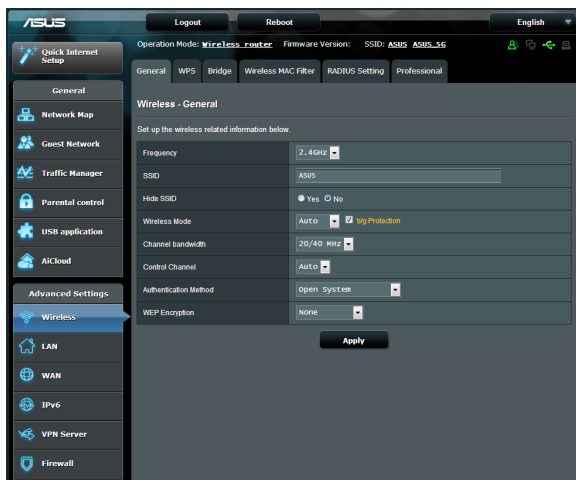 ASUS
Logout
Reboot
English
Quick Internet
Setup
Operation Mode: Wireless router Firmware Version: SSID: ASUS ASUS_5G
General WPS Bridge Wireless MAC Filter RADIUS Setting Professional
General
Network Map
Guest Network
Traffic Manager
Parental control
USB application
AiCloud
Advanced Settings
Wireless
LAN
WAN
IPv6
VPN Server
Firewall
Wireless - General
Set up the wireless related information below.
Frequency 2.4GHz
SSID ASUS
Hide SSID Yes No
Wireless Mode Auto b/g Protection
Channel bandwidth 20/40 MHz
Control Channel Auto
Authentication Method Open System
WEP Encryption None
Apply